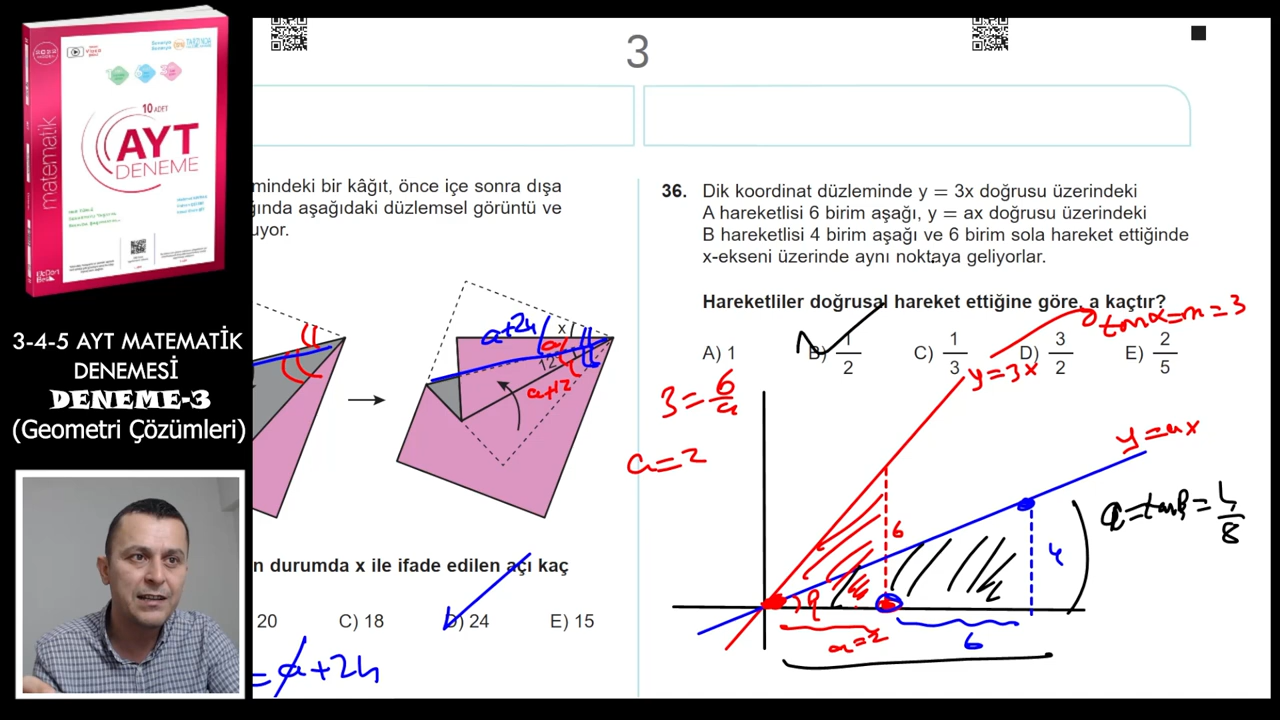 2022
matematik
10 ADET
AYT
DENEME
3-4-5 AYT MATEMATİK
DENEMESİ
DENEME-3
(Geometri Çözümleri)
3
mindeki bir kâğıt, önce içe sonra dışa
ğında aşağıdaki düzlemsel görüntü ve
uyor.
a+24
x
12
a+12
n durumda x ile ifade edilen açı kaç
20 C) 18 D) 24 E) 15
= a+24
36. Dik koordinat düzleminde y = 3x doğrusu üzerindeki
A hareketlisi 6 birim aşağı, y = ax doğrusu üzerindeki
B hareketlisi 4 birim aşağı ve 6 birim sola hareket ettiğinde
x-ekseni üzerinde aynı noktaya geliyorlar.
Hareketliler doğrusal hareket ettiğine göre, a kaçtır?
A) 1 B) 1/2 C) 1/3 D) 3/2 E) 2/5
tanα=m=3
3=6/a
a=2
y=3x
y=ax
a=tanβ=4/8
6
4
a=2
6